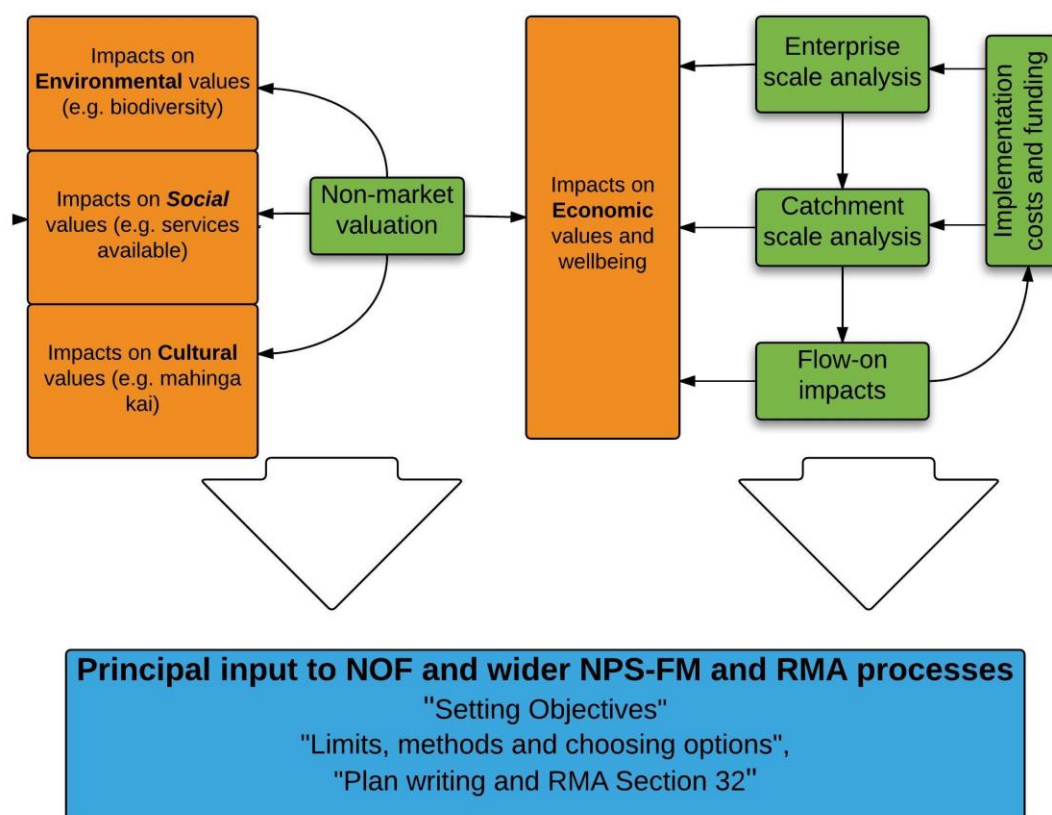 Impacts on
Environmental values
(e.g. biodiversity)
Impacts on Social
values (e.g. services
available)
Impacts on Cultural
values (e.g. mahinga
kai)
Non-market
valuation
Impacts on
Economic
values and
wellbeing
Enterprise
scale analysis
Catchment
scale analysis
Flow-on
impacts
Implementation
costs and funding
Principal input to NOF and wider NPS-FM and RMA processes
"Setting Objectives"
"Limits, methods and choosing options",
"Plan writing and RMA Section 32"